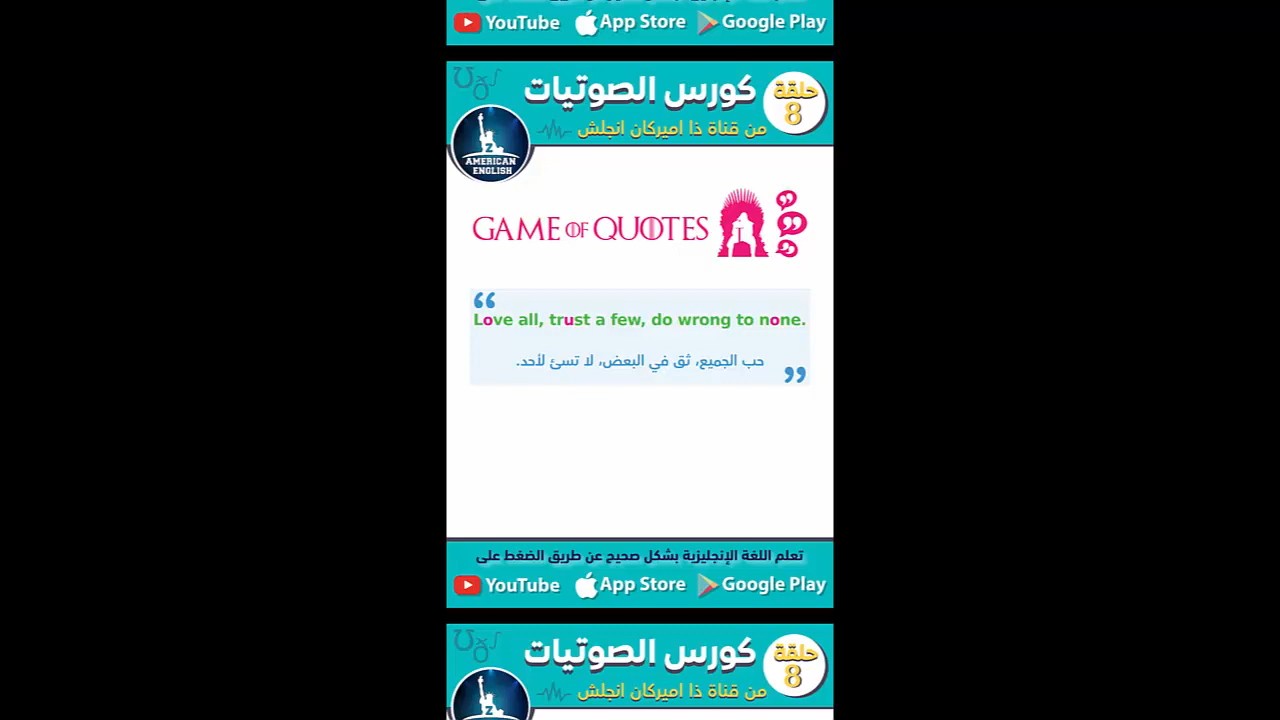 YouTube App Store Google Play
كورس الصوتيات
حلقة
8
من قناة ذا اميركان انجلش
Z
AMERICAN
ENGLISH
GAME OF QUOTES
“
Love all, trust a few, do wrong to none.
حب الجميع، ثق في البعض، لا تسئ لأحد.
”
تعلم اللغة الإنجليزية بشكل صحيح عن طريق الضغط على
YouTube App Store Google Play
كورس الصوتيات
حلقة
8
من قناة ذا اميركان انجلش
Z